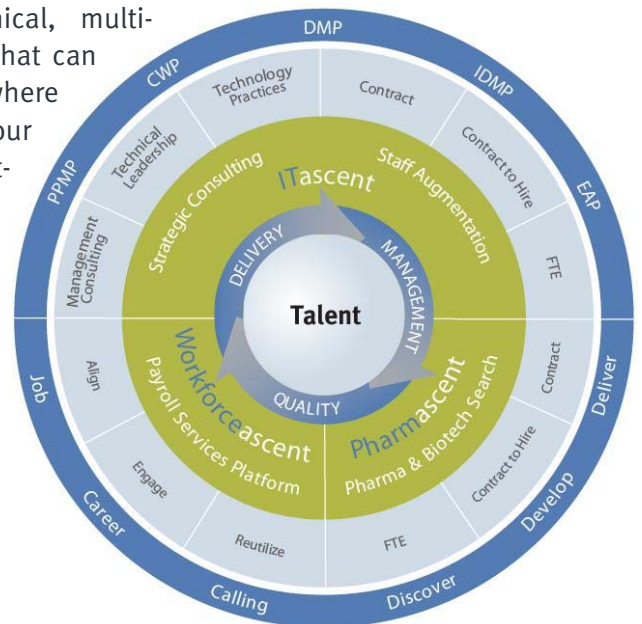 nical, multi-
hat can
where
our
t-
DMP
CWP
IDMP
PPMP
EAP
Technology
Practices
Contract
Technical
Leadership
Contract to Hire
Management
Consulting
FTE
Strategic Consulting
ITascent
Staff Augmentation
DELIVERY
MANAGEMENT
Talent
QUALITY
Workforceascent
Payroll Services Platform
Pharmascent
Pharma & Biotech Search
Align
Contract
Engage
Contract to Hire
Reutilize
FTE
Job
Deliver
Career
Develop
Calling
Discover